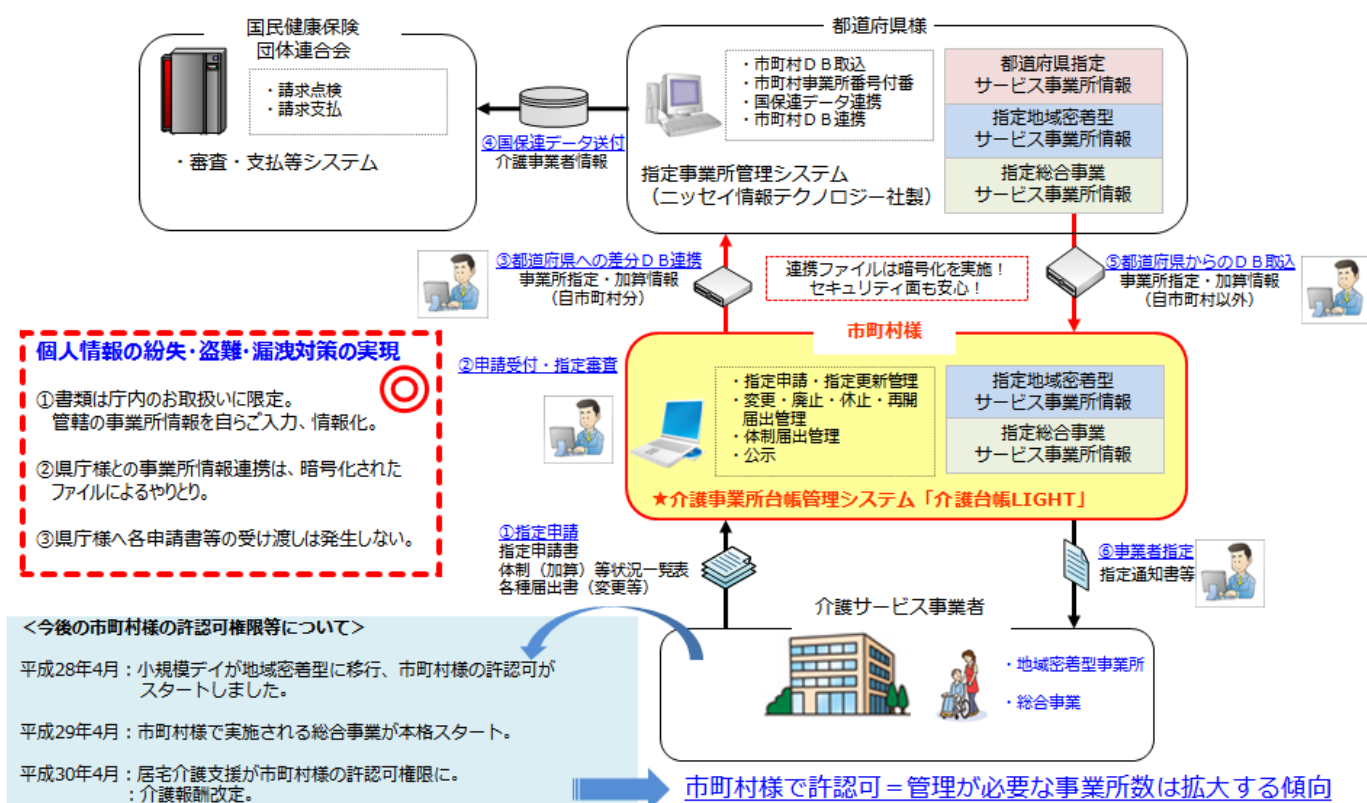 国民健康保険
団体連合会
・請求点検
・請求支払
・審査・支払等システム
④国保連データ送付
介護事業者情報
都道府県様
・市町村ＤＢ取込
・市町村事業所番号付番
・国保連データ連携
・市町村ＤＢ連携
指定事業所管理システム
（ニッセイ情報テクノロジー社製）
都道府県指定
サービス事業所情報
指定地域密着型
サービス事業所情報
指定総合事業
サービス事業所情報
③都道府県への差分ＤＢ連携
事業所指定・加算情報
（自市町村分）
連携ファイルは暗号化を実施！
セキュリティ面も安心！
⑤都道府県からのＤＢ取込
事業所指定・加算情報
（自市町村以外）
個人情報の紛失・盗難・漏洩対策の実現
①書類は庁内のお取扱いに限定。
管轄の事業所情報を自らご入力、情報化。
②県庁様との事業所情報連携は、暗号化された
ファイルによるやりとり。
③県庁様へ各申請書等の受け渡しは発生しない。
②申請受付・指定審査
市町村様
・指定申請・指定更新管理
・変更・廃止・休止・再開
届出管理
・体制届出管理
・公示
指定地域密着型
サービス事業所情報
指定総合事業
サービス事業所情報
★介護事業所台帳管理システム「介護台帳LIGHT」
①指定申請
指定申請書
体制（加算）等状況一覧表
各種届出書（変更等）
⑥事業者指定
指定通知書等
介護サービス事業者
・地域密着型事業所
・総合事業
＜今後の市町村様の許認可権限等について＞
平成28年4月：小規模デイが地域密着型に移行、市町村様の許認可が
スタートしました。
平成29年4月：市町村様で実施される総合事業が本格スタート。
平成30年4月：居宅介護支援が市町村様の許認可権限に。
：介護報酬改定。
市町村様で許認可＝管理が必要な事業所数は拡大する傾向